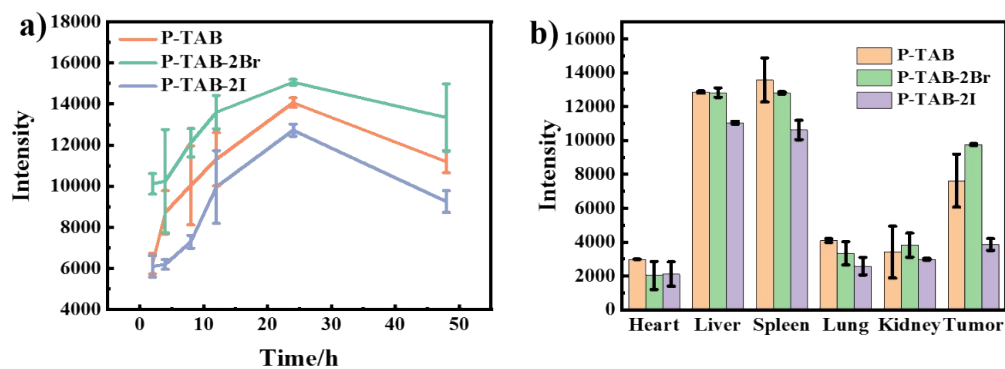 a)
P-TAB
P-TAB-2Br
P-TAB-2I
Intensity
18000
16000
14000
12000
10000
8000
6000
4000
0 10 20 30 40 50
Time/h
b)
P-TAB
P-TAB-2Br
P-TAB-2I
Intensity
16000
14000
12000
10000
8000
6000
4000
2000
0
Heart Liver Spleen Lung Kidney Tumor